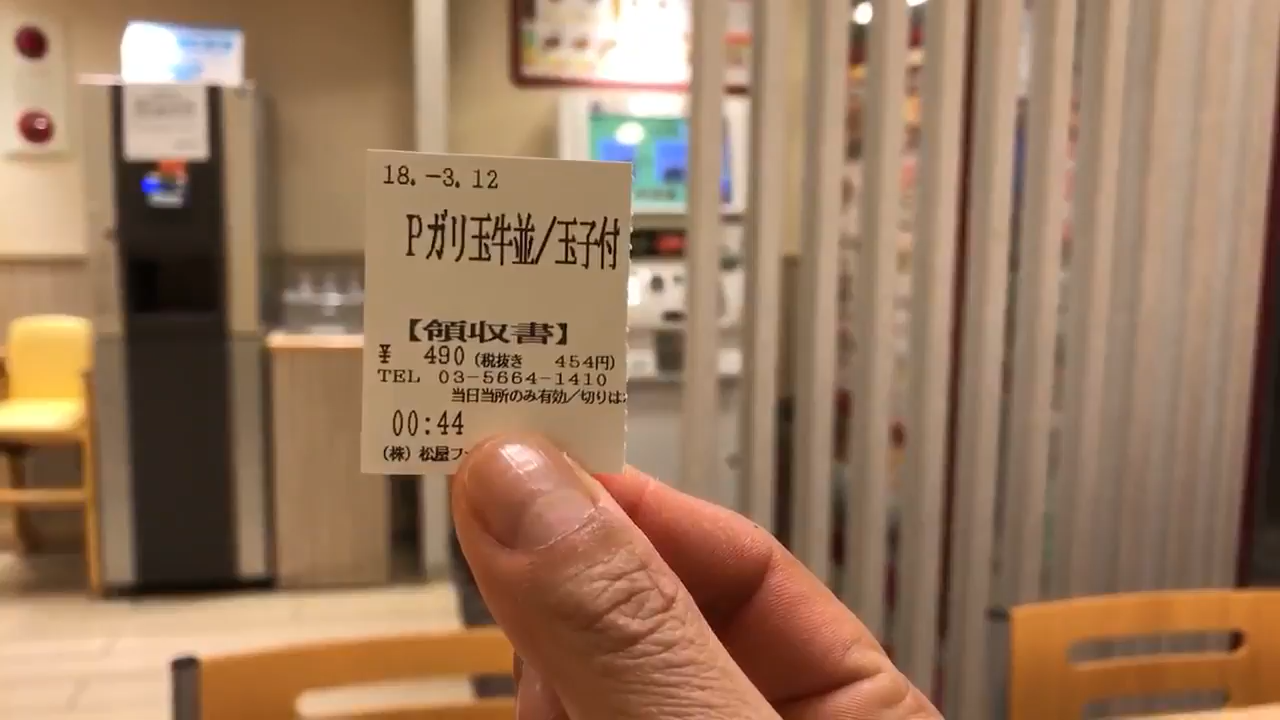 18.-3.12
Pガリ玉牛並/玉子付
【領収書】
¥ 490 (税抜き 454円)
TEL 03-5664-1410
当日当所のみ有効/切りは
00:44
(株) 松屋フ